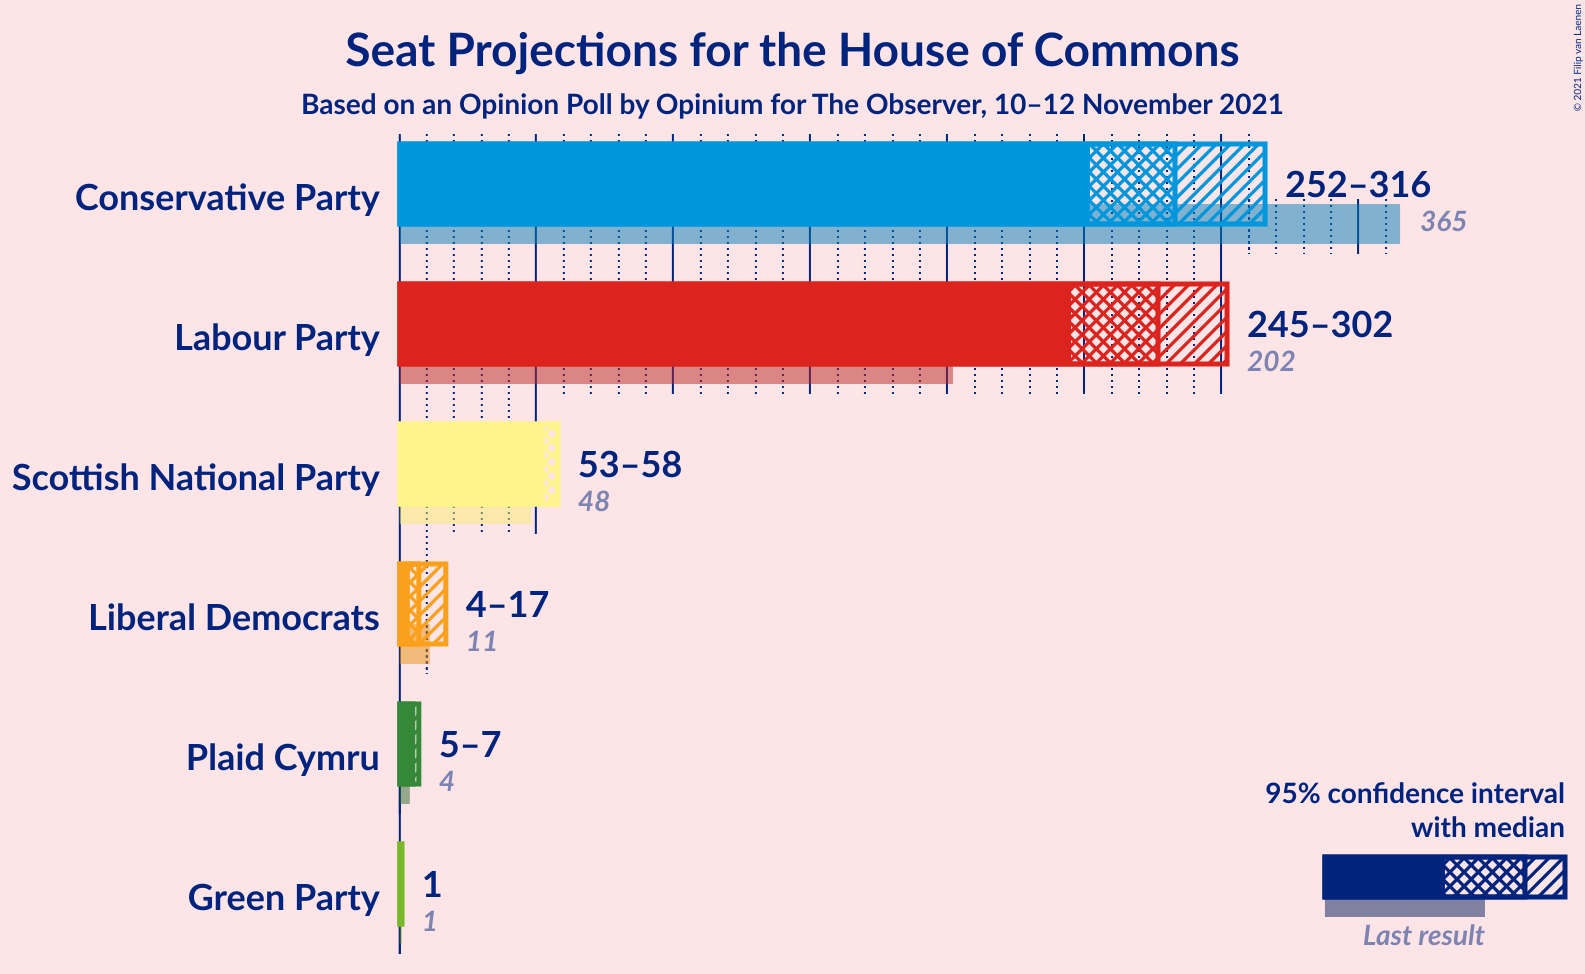 Seat Projections for the House of Commons
Based on an Opinion Poll by Opinium for The Observer, 10–12 November 2021
© 2021 Filip van Laenen
Conservative Party
252–316
365
Labour Party
245–302
202
Scottish National Party
53–58
48
Liberal Democrats
4–17
11
Plaid Cymru
5–7
4
Green Party
1
1
95% confidence interval
with median
Last result